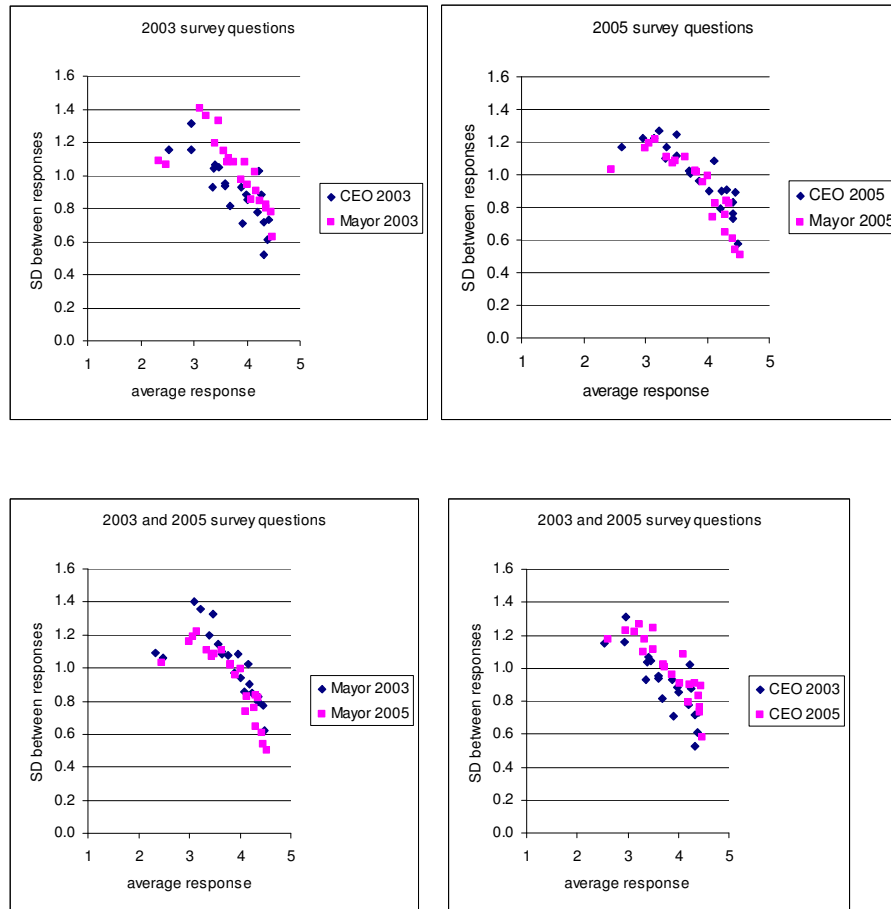 2003 survey questions
1.6
1.4
1.2
1.0
0.8
0.6
0.4
0.2
0.0
SD between responses
1 2 3 4 5
average response
CEO 2003
Mayor 2003
2005 survey questions
1.6
1.4
1.2
1.0
0.8
0.6
0.4
0.2
0.0
SD between responses
1 2 3 4 5
average response
CEO 2005
Mayor 2005
2003 and 2005 survey questions
1.6
1.4
1.2
1.0
0.8
0.6
0.4
0.2
0.0
SD between responses
1 2 3 4 5
average response
Mayor 2003
Mayor 2005
2003 and 2005 survey questions
1.6
1.4
1.2
1.0
0.8
0.6
0.4
0.2
0.0
SD between responses
1 2 3 4 5
average response
CEO 2003
CEO 2005